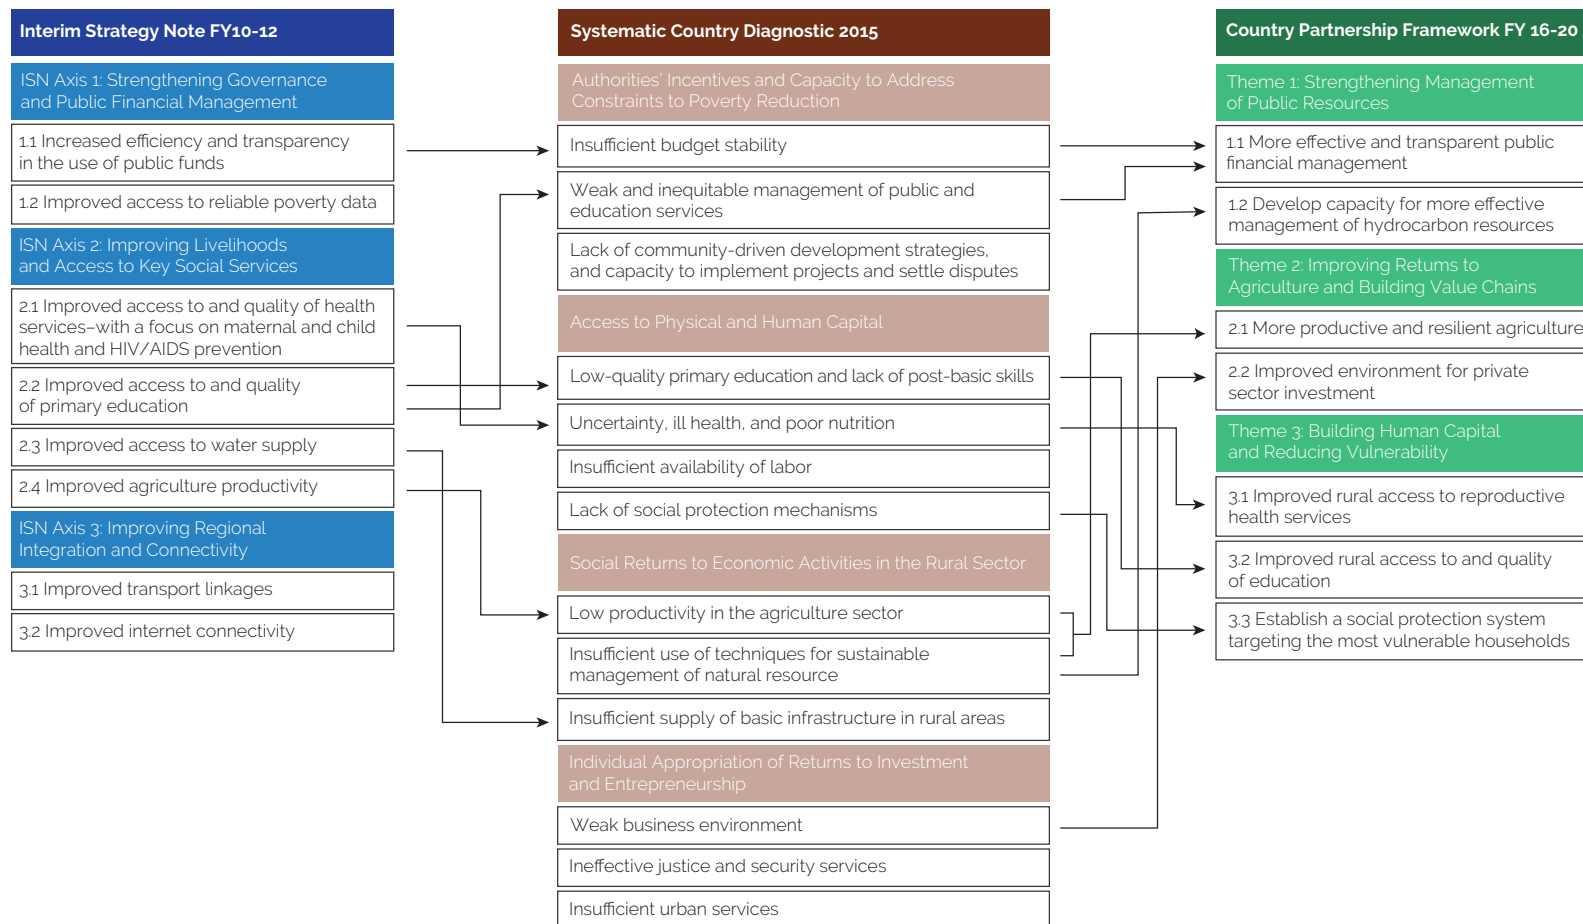 Interim Strategy Note FY10-12
ISN Axis 1: Strengthening Governance
and Public Financial Management
1.1 Increased efficiency and transparency
in the use of public funds
1.2 Improved access to reliable poverty data
ISN Axis 2: Improving Livelihoods
and Access to Key Social Services
2.1 Improved access to and quality of health
services–with a focus on maternal and child
health and HIV/AIDS prevention
2.2 Improved access to and quality
of primary education
2.3 Improved access to water supply
2.4 Improved agriculture productivity
ISN Axis 3: Improving Regional
Integration and Connectivity
3.1 Improved transport linkages
3.2 Improved internet connectivity
Systematic Country Diagnostic 2015
Authorities' Incentives and Capacity to Address
Constraints to Poverty Reduction
Insufficient budget stability
Weak and inequitable management of public and
education services
Lack of community-driven development strategies,
and capacity to implement projects and settle disputes
Access to Physical and Human Capital
Low-quality primary education and lack of post-basic skills
Uncertainty, ill health, and poor nutrition
Insufficient availability of labor
Lack of social protection mechanisms
Social Returns to Economic Activities in the Rural Sector
Low productivity in the agriculture sector
Insufficient use of techniques for sustainable
management of natural resource
Insufficient supply of basic infrastructure in rural areas
Individual Appropriation of Returns to Investment
and Entrepreneurship
Weak business environment
Ineffective justice and security services
Insufficient urban services
Country Partnership Framework FY 16-20
Theme 1: Strengthening Management
of Public Resources
1.1 More effective and transparent public
financial management
1.2 Develop capacity for more effective
management of hydrocarbon resources
Theme 2: Improving Returns to
Agriculture and Building Value Chains
2.1 More productive and resilient agriculture
2.2 Improved environment for private
sector investment
Theme 3: Building Human Capital
and Reducing Vulnerability
3.1 Improved rural access to reproductive
health services
3.2 Improved rural access to and quality
of education
3.3 Establish a social protection system
targeting the most vulnerable households